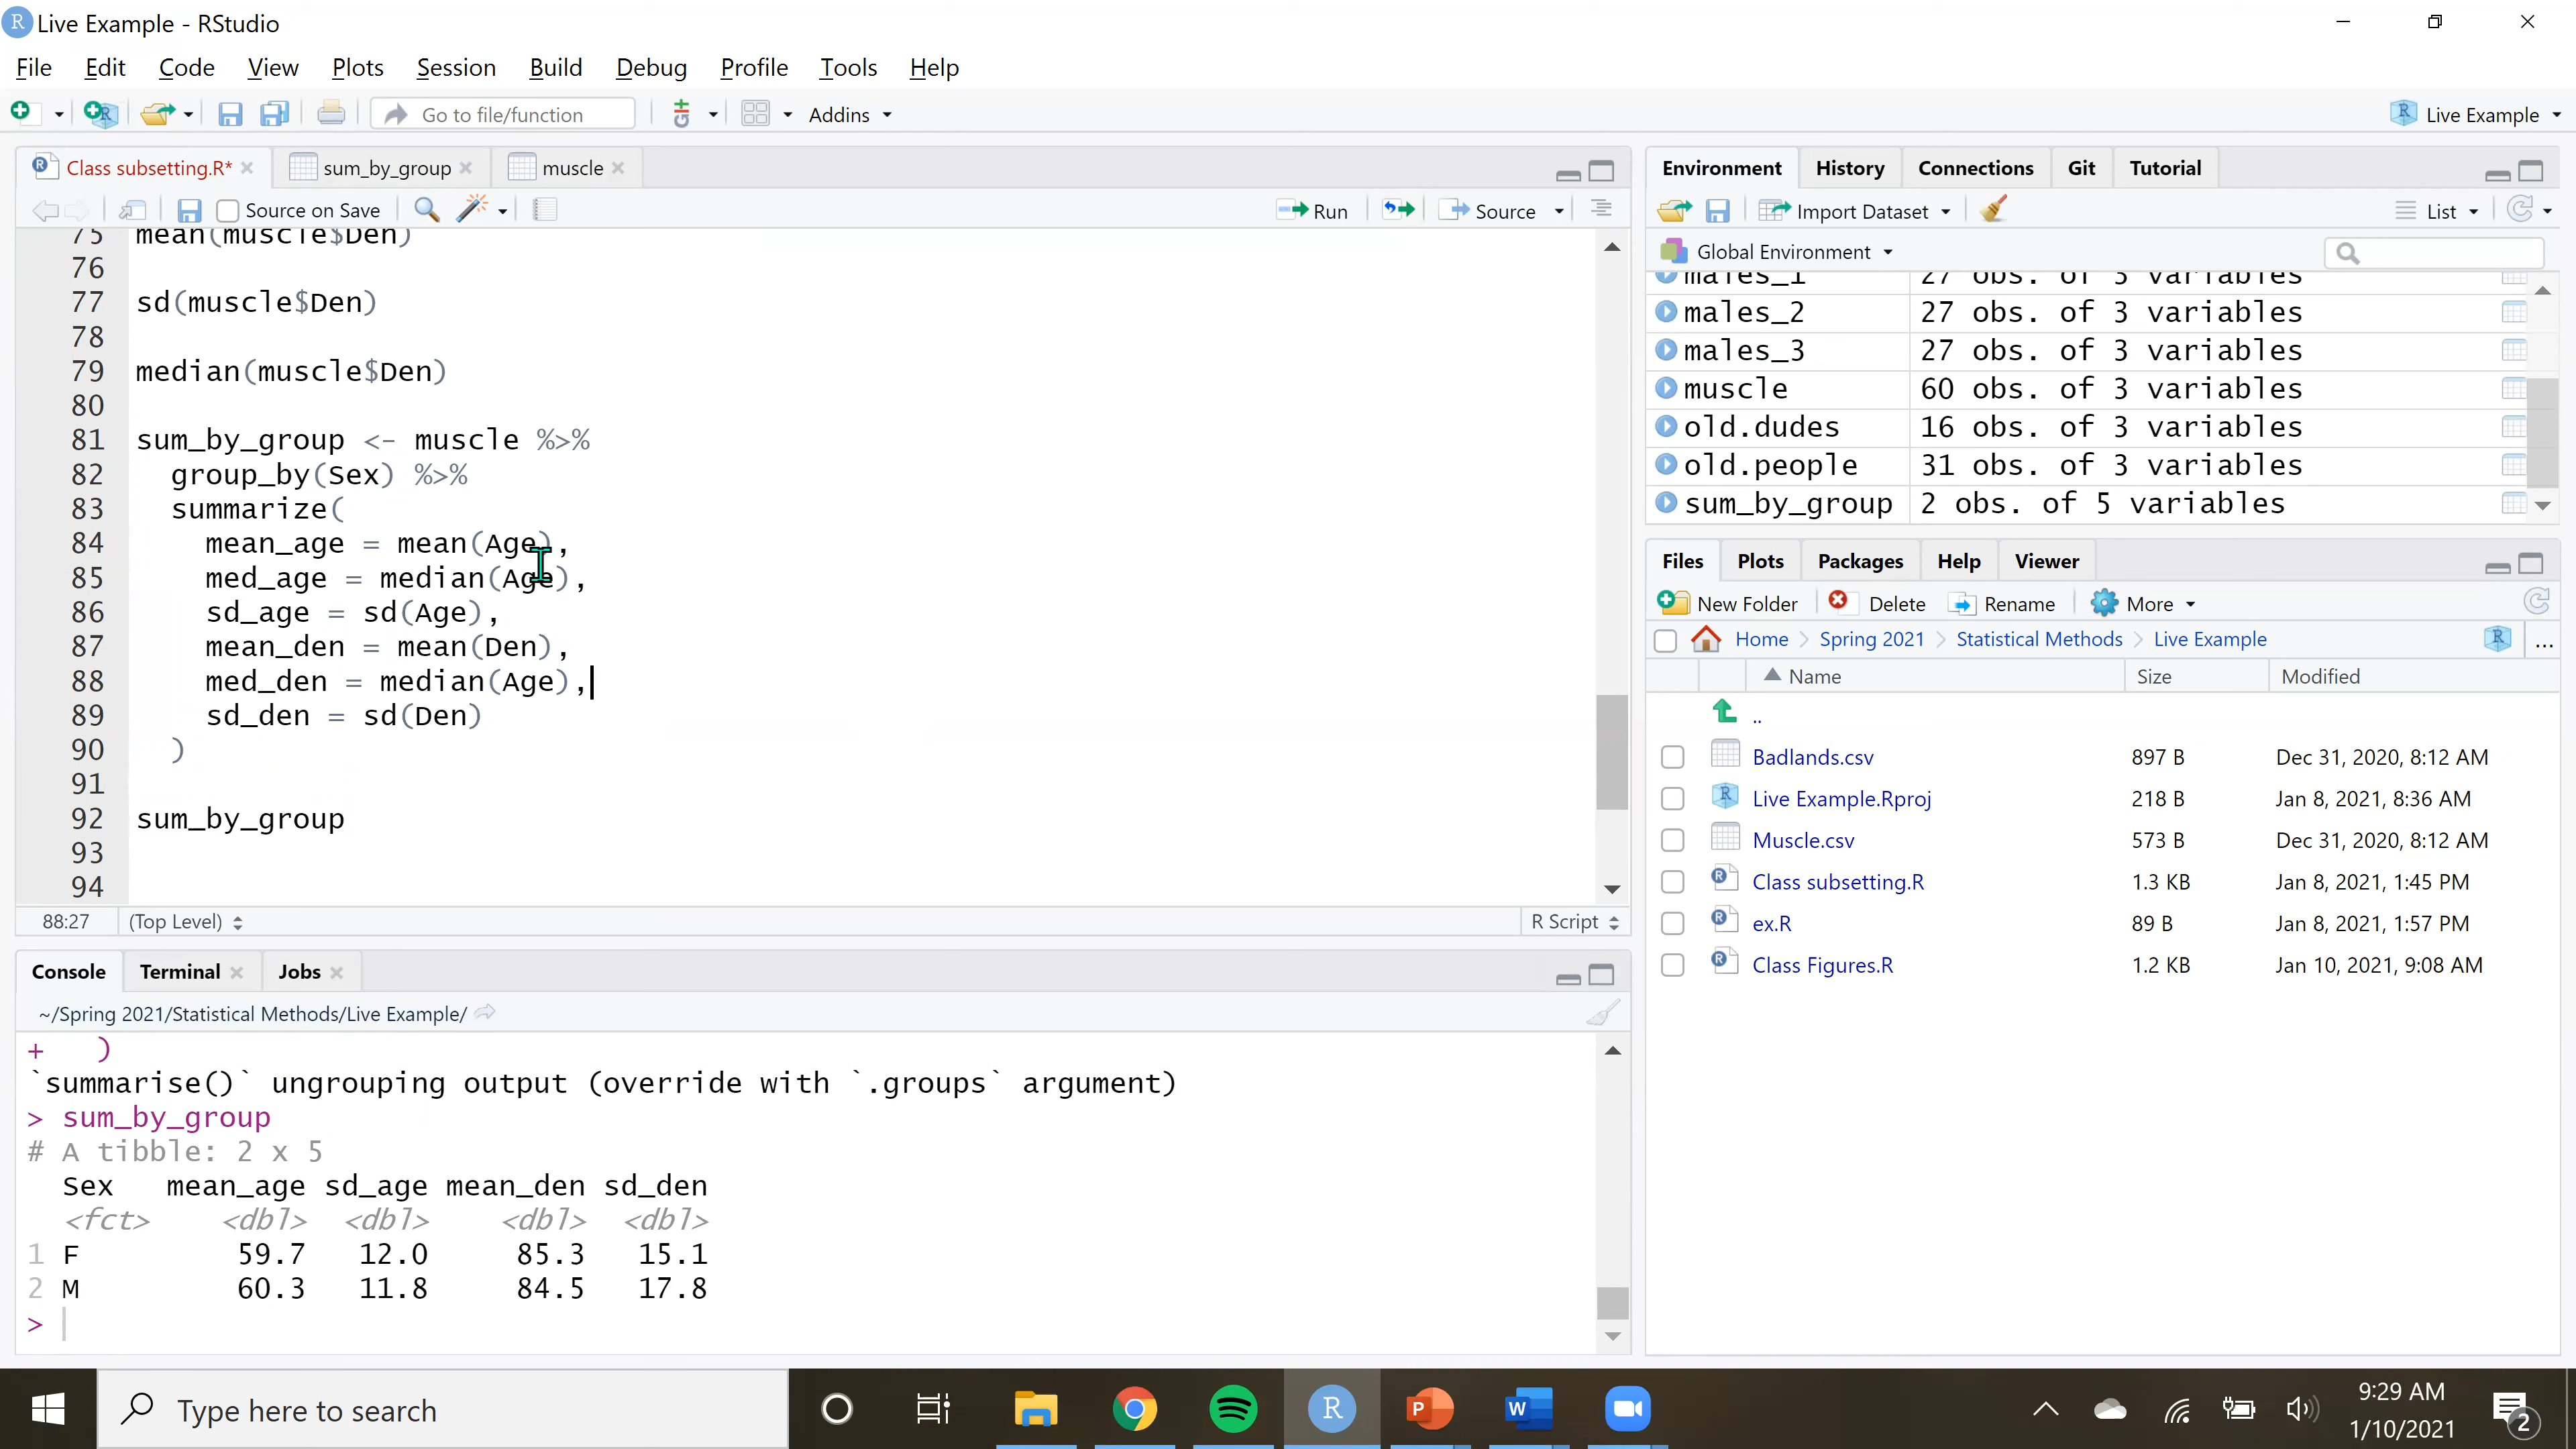 Live Example - RStudio
File Edit Code View Plots Session Build Debug Profile Tools Help
Go to file/function Addins Live Example
Class subsetting.R* sum_by_group muscle
Source on Save Run Source
75 mean(muscle$Den)
76
77 sd(muscle$Den)
78
79 median(muscle$Den)
80
81 sum_by_group <- muscle %>%
82 group_by(Sex) %>%
83 summarize(
84 mean_age = mean(Age),
85 med_age = median(Age),
86 sd_age = sd(Age),
87 mean_den = mean(Den),
88 med_den = median(Age),
89 sd_den = sd(Den)
90 )
91
92 sum_by_group
93
94
88:27 (Top Level) R Script
Console Terminal Jobs
~/Spring 2021/Statistical Methods/Live Example/
+ )
`summarise()` ungrouping output (override with `.groups` argument)
> sum_by_group
# A tibble: 2 x 5
Sex mean_age sd_age mean_den sd_den
<fct> <dbl> <dbl> <dbl> <dbl>
1 F 59.7 12.0 85.3 15.1
2 M 60.3 11.8 84.5 17.8
>
Environment History Connections Git Tutorial
Import Dataset List
Global Environment
males_1 27 obs. of 3 variables
males_2 27 obs. of 3 variables
males_3 27 obs. of 3 variables
muscle 60 obs. of 3 variables
old.dudes 16 obs. of 3 variables
old.people 31 obs. of 3 variables
sum_by_group 2 obs. of 5 variables
Files Plots Packages Help Viewer
New Folder Delete Rename More
Home Spring 2021 Statistical Methods Live Example ...
Name Size Modified
..
Badlands.csv 897 B Dec 31, 2020, 8:12 AM
Live Example.Rproj 218 B Jan 8, 2021, 8:36 AM
Muscle.csv 573 B Dec 31, 2020, 8:12 AM
Class subsetting.R 1.3 KB Jan 8, 2021, 1:45 PM
ex.R 89 B Jan 8, 2021, 1:57 PM
Class Figures.R 1.2 KB Jan 10, 2021, 9:08 AM
Type here to search
9:29 AM
1/10/2021
2